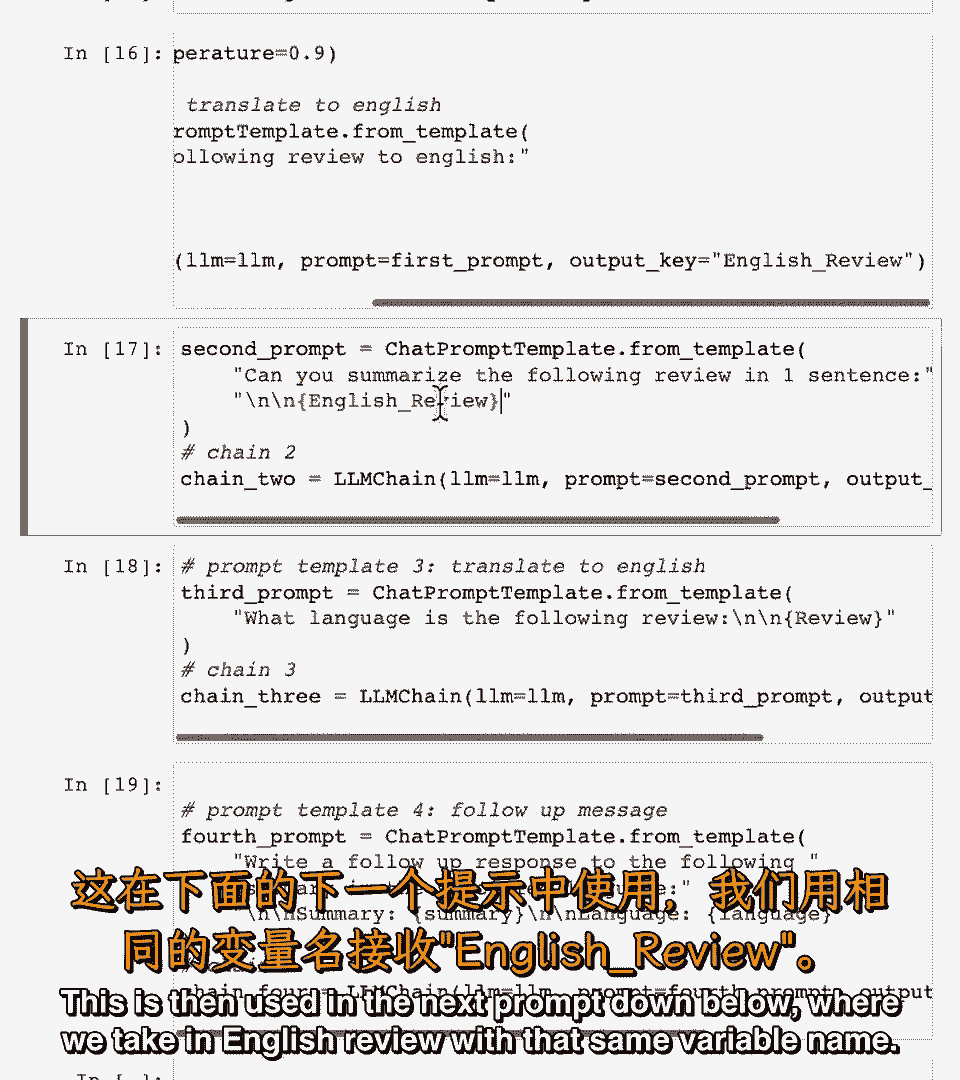 In [16]: perature=0.9)
translate to english
romptTemplate.from_template(
ollowing review to english:"
(llm=llm, prompt=first_prompt, output_key="English_Review")
In [17]: second_prompt = ChatPromptTemplate.from_template(
"Can you summarize the following review in 1 sentence:"
"\n\n{English_Review}"
)
# chain 2
chain_two = LLMChain(llm=llm, prompt=second_prompt, output_
In [18]: # prompt template 3: translate to english
third_prompt = ChatPromptTemplate.from_template(
"What language is the following review:\n\n{Review}"
)
# chain 3
chain_three = LLMChain(llm=llm, prompt=third_prompt, output
In [19]:
# prompt template 4: follow up message
fourth_prompt = ChatPromptTemplate.from_template(
"Write a follow up response to the following "
"\n\nSummary: {summary}\n\nLanguage: {language}"
chain_four = LLMChain(llm=llm, prompt=fourth_prompt, output
这在下面的下一个提示中使用，我们用相
同的变量名接收"English_Review"。
This is then used in the next prompt down below, where
we take in English review with that same variable name.